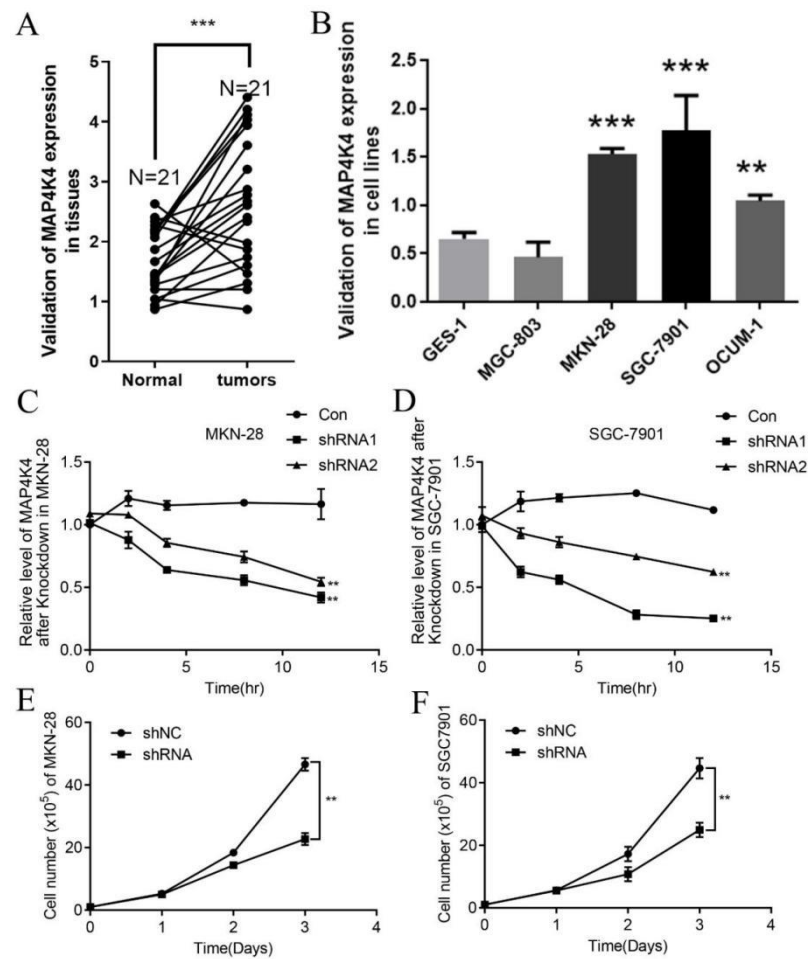 A
Validation of MAP4K4 expression
in tissues
5
4
3
2
1
0
***
N=21
N=21
Normal
tumors
B
Validation of MAP4K4 expression
in cell lines
2.5
2.0
1.5
1.0
0.5
0.0
***
***
**
GES-1
MGC-803
MKN-28
SGC-7901
OCUM-1
C
MKN-28
Con
shRNA1
shRNA2
Relative level of MAP4K4
after Knockdown in MKN-28
1.5
1.0
0.5
0.0
**
**
0
5
10
15
Time(hr)
D
SGC-7901
Con
shRNA1
shRNA2
Relative level of MAP4K4 after
Knockdown in SGC-7901
1.5
1.0
0.5
0.0
**
**
0
5
10
15
Time(hr)
E
shNC
shRNA
Cell number (x10⁵) of MKN-28
60
40
20
0
**
0
1
2
3
4
Time(Days)
F
shNC
shRNA
Cell number (x10⁵) of SGC7901
60
40
20
0
**
0
1
2
3
4
Time(Days)